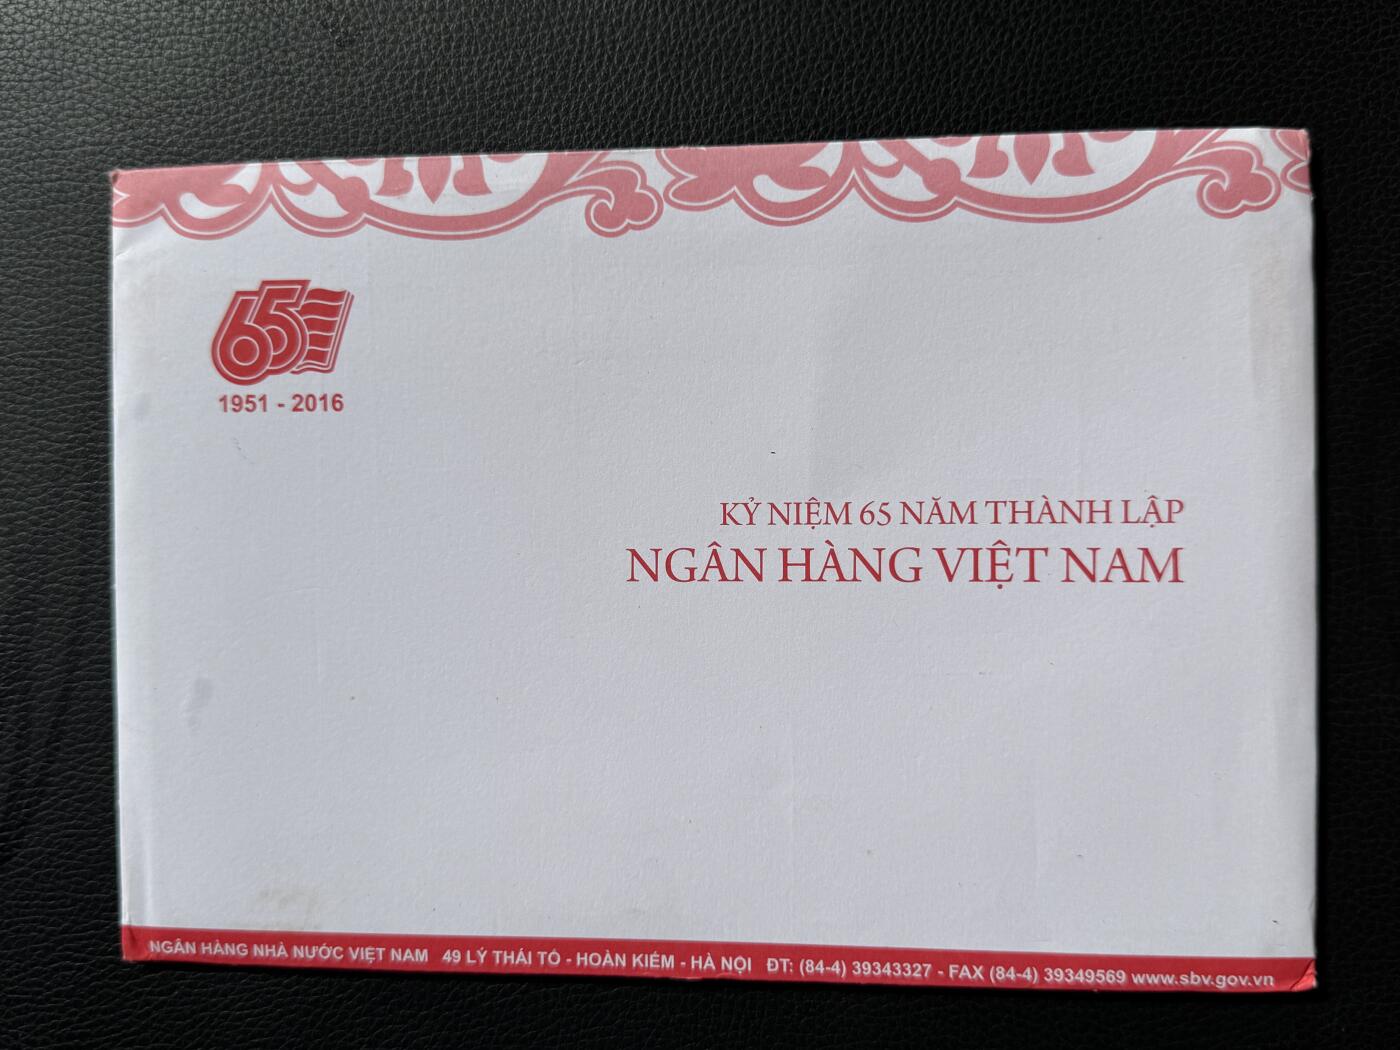 65
1951 - 2016
KỶ NIỆM 65 NĂM THÀNH LẬP
NGÂN HÀNG VIỆT NAM
NGÂN HÀNG NHÀ NƯỚC VIỆT NAM 49 LÝ THÁI TỔ - HOÀN KIẾM - HÀ NỘI ĐT: (84-4) 39343327 - FAX (84-4) 39349569 www.sbv.gov.vn